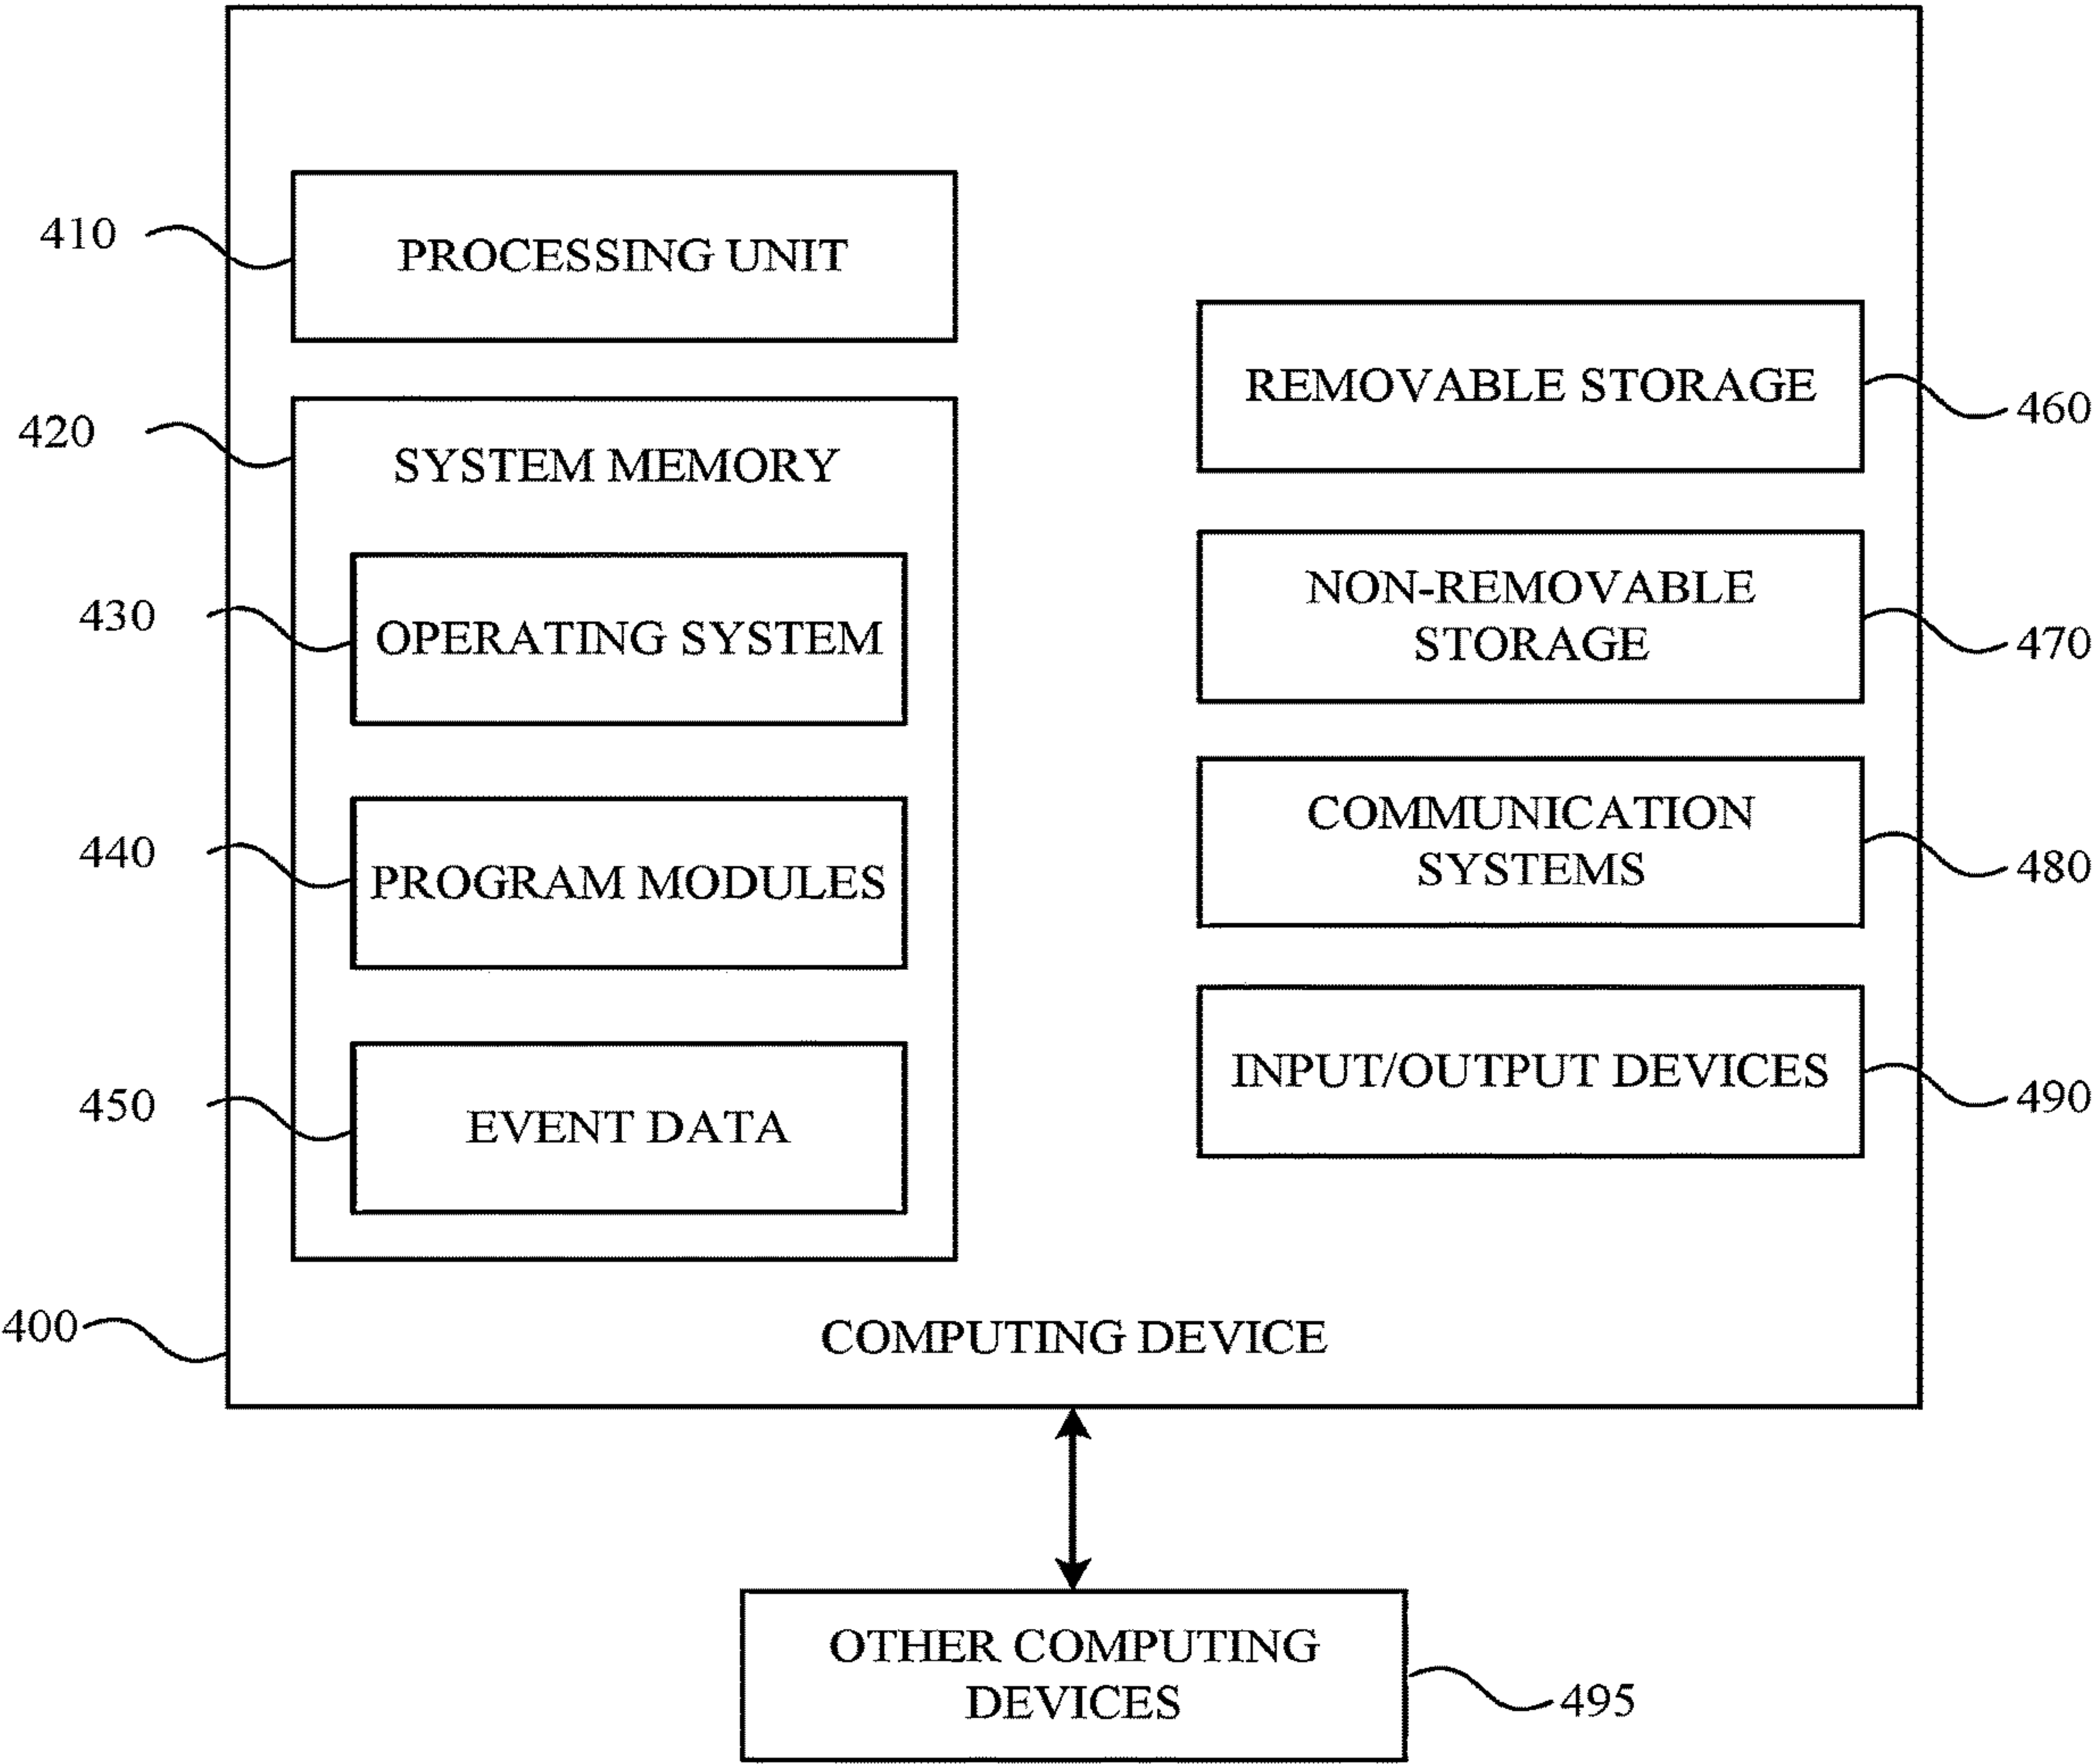 410
PROCESSING UNIT
420
SYSTEM MEMORY
430
OPERATING SYSTEM
440
PROGRAM MODULES
450
EVENT DATA
REMOVABLE STORAGE
460
NON-REMOVABLE
STORAGE
470
COMMUNICATION
SYSTEMS
480
INPUT/OUTPUT DEVICES
490
400
COMPUTING DEVICE
OTHER COMPUTING
DEVICES
495